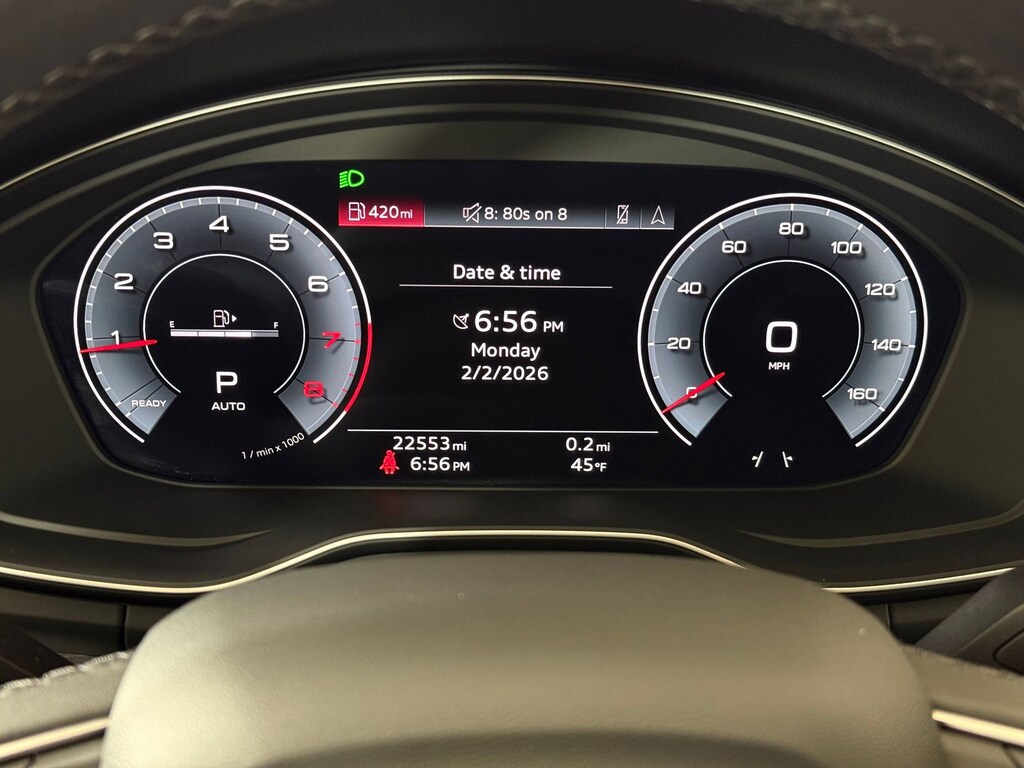 420 mi
8: 80s on 8
Date & time
6:56 PM
Monday
2/2/2026
22553 mi
0.2 mi
6:56 PM
45°F
READY
1
2
3
4
5
6
7
8
E
F
P
AUTO
1 / min x 1000
0
20
40
60
80
100
120
140
160
0
MPH